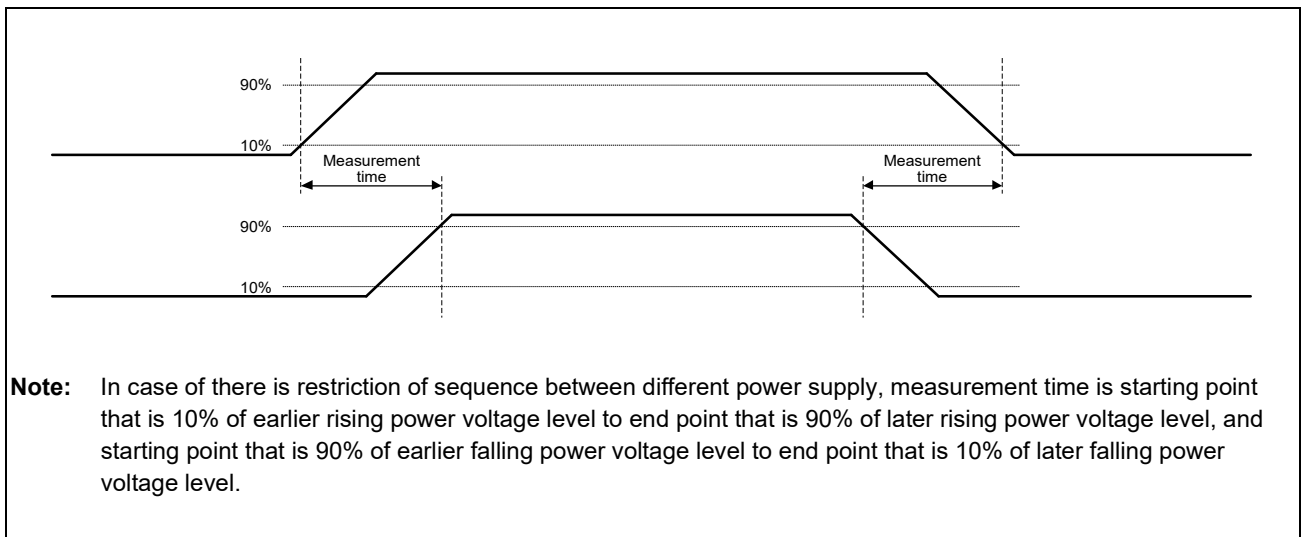 90%
10%
Measurement
time
Measurement
time
90%
10%
Note: In case of there is restriction of sequence between different power supply, measurement time is starting point
that is 10% of earlier rising power voltage level to end point that is 90% of later rising power voltage level, and
starting point that is 90% of earlier falling power voltage level to end point that is 10% of later falling power
voltage level.